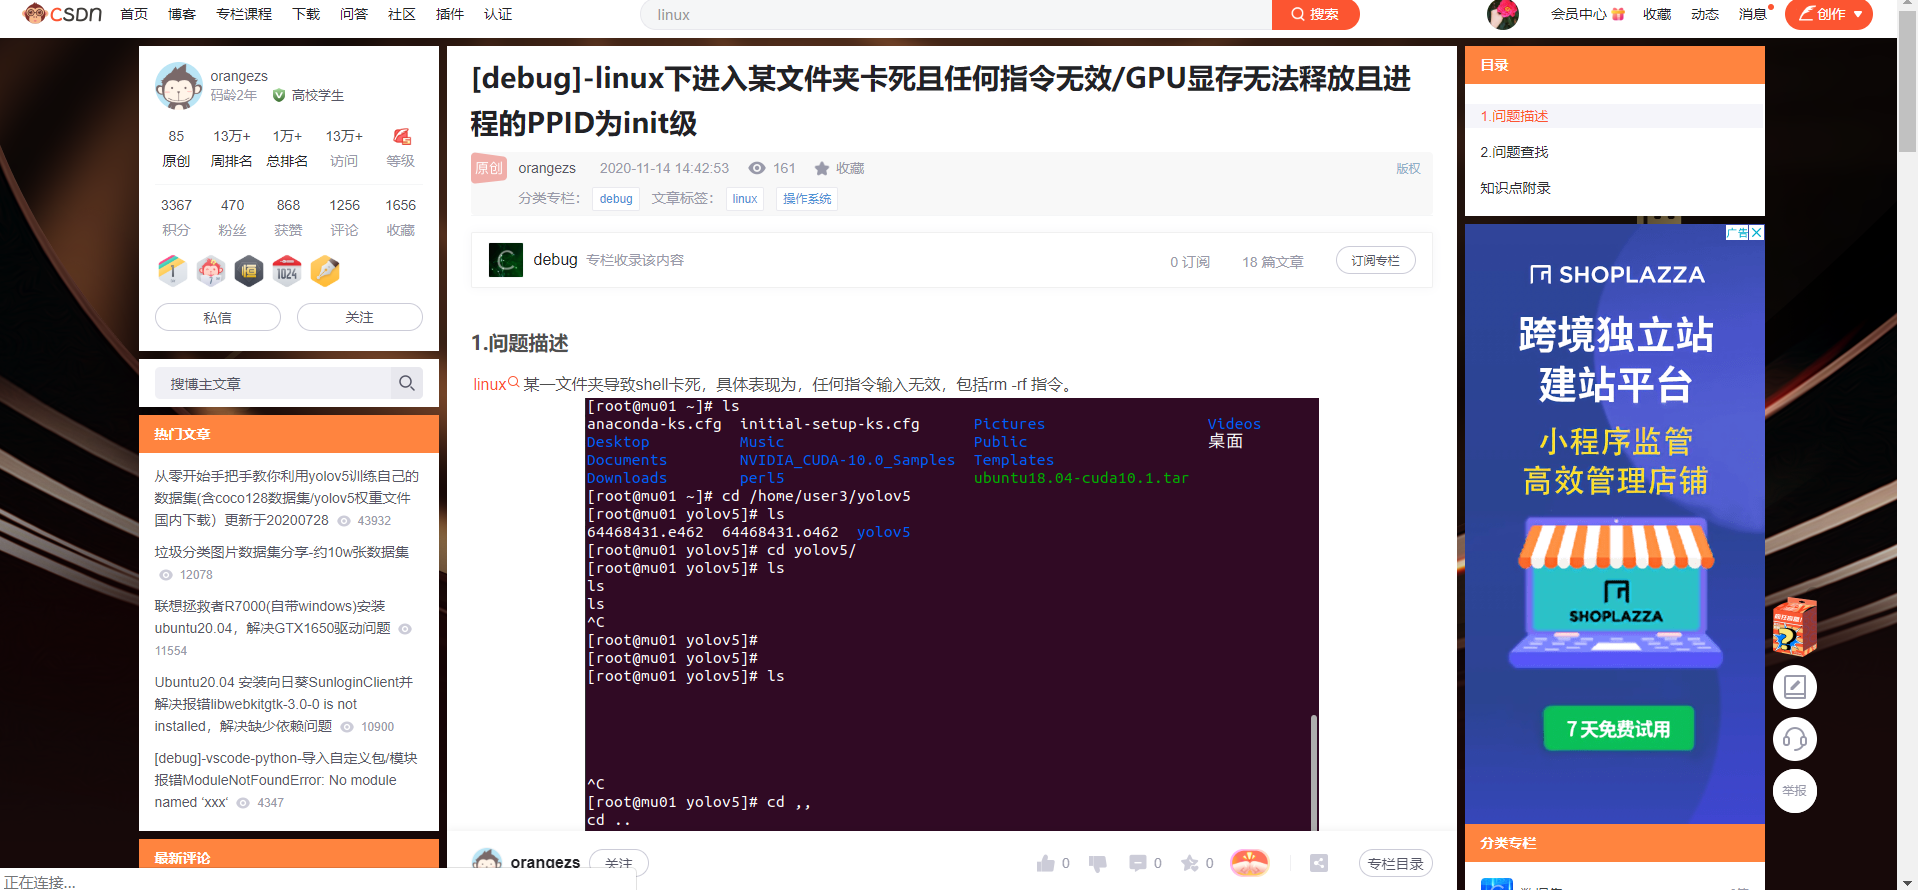 CSDN 首页 博客 专栏课程 下载 问答 社区 插件 认证 linux 搜索 会员中心 收藏 动态 消息 创作
orangezs
码龄2年 高校学生
85 13万+ 1万+ 13万+
原创 周排名 总排名 访问 等级
3367 470 868 1256 1656
积分 粉丝 获赞 评论 收藏
1024
私信 关注
搜博主文章
热门文章
从零开始手把手教你利用yolov5训练自己的
数据集(含coco128数据集/yolov5权重文件
国内下载）更新于20200728 43932
垃圾分类图片数据集分享-约10w张数据集
12078
联想拯救者R7000(自带windows)安装
ubuntu20.04，解决GTX1650驱动问题
11554
Ubuntu20.04 安装向日葵SunloginClient并
解决报错libwebkitgtk-3.0-0 is not
installed，解决缺少依赖问题 10900
[debug]-vscode-python-导入自定义包/模块
报错ModuleNotFoundError: No module
named ‘xxx‘ 4347
最新评论
正在连接...
[debug]-linux下进入某文件夹卡死且任何指令无效/GPU显存无法释放且进
程的PPID为init级
原创 orangezs 2020-11-14 14:42:53 161 收藏 版权
分类专栏： debug 文章标签： linux 操作系统
debug 专栏收录该内容 0 订阅 18 篇文章 订阅专栏
1.问题描述
linux 某一文件夹导致shell卡死，具体表现为，任何指令输入无效，包括rm -rf 指令。
[root@mu01 ~]# ls
anaconda-ks.cfg initial-setup-ks.cfg Pictures Videos
Desktop Music Public 桌面
Documents NVIDIA_CUDA-10.0_Samples Templates
Downloads perl5 ubuntu18.04-cuda10.1.tar
[root@mu01 ~]# cd /home/user3/yolov5
[root@mu01 yolov5]# ls
64468431.e462 64468431.o462 yolov5
[root@mu01 yolov5]# cd yolov5/
[root@mu01 yolov5]# ls
ls
ls
^C
[root@mu01 yolov5]#
[root@mu01 yolov5]#
[root@mu01 yolov5]# ls
^C
[root@mu01 yolov5]# cd ,,
cd ..
orangezs 关注 0 0 0 专栏目录
目录
1.问题描述
2.问题查找
知识点附录
广告
SHOPLAZZA
跨境独立站
建站平台
小程序监管
高效管理店铺
SHOPLAZZA
7天免费试用
分类专栏
举报